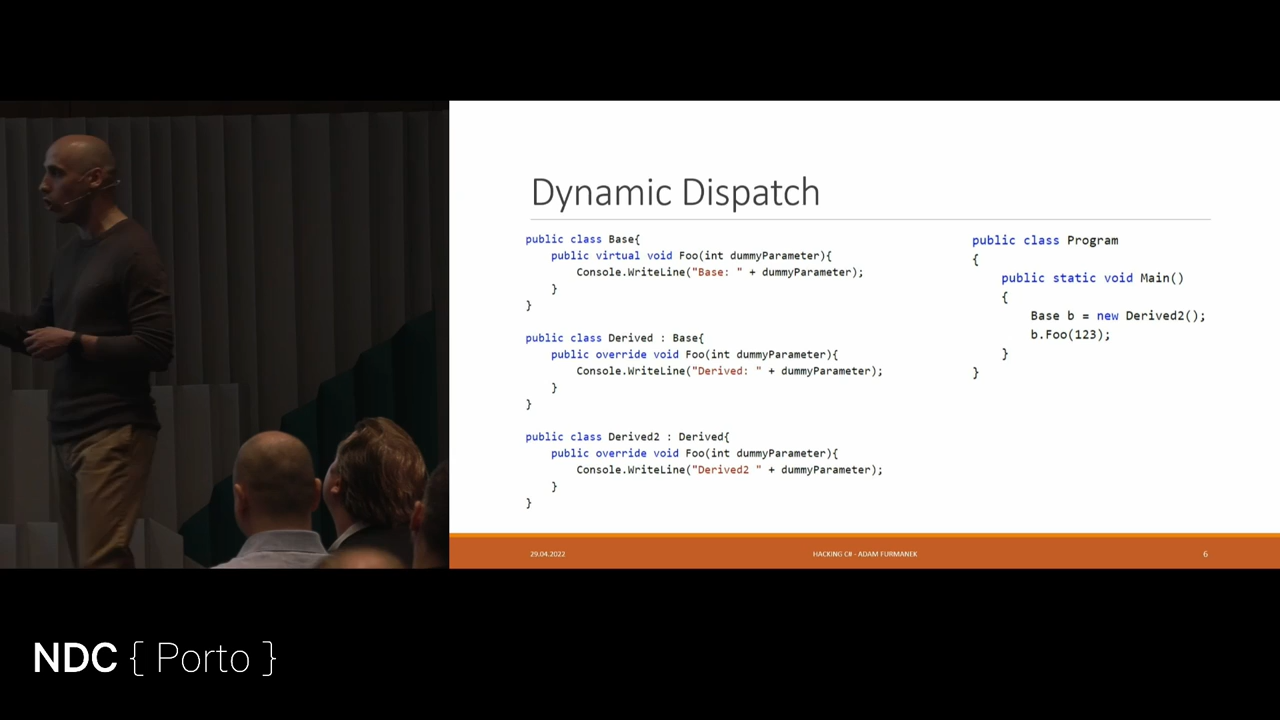 Dynamic Dispatch
public class Base{
public virtual void Foo(int dummyParameter){
Console.WriteLine("Base: " + dummyParameter);
}
}
public class Derived : Base{
public override void Foo(int dummyParameter){
Console.WriteLine("Derived: " + dummyParameter);
}
}
public class Derived2 : Derived{
public override void Foo(int dummyParameter){
Console.WriteLine("Derived2 " + dummyParameter);
}
}
public class Program
{
public static void Main()
{
Base b = new Derived2();
b.Foo(123);
}
}
29.04.2022
HACKING C# - ADAM FURMANEK
6
NDC { Porto }